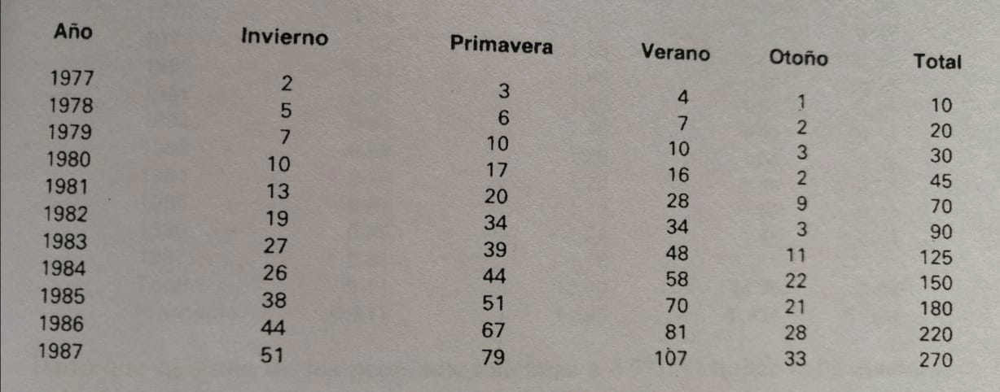 Año Invierno Primavera Verano Otoño Total
1977 2 3 4 1 10
1978 5 6 7 2 20
1979 7 10 10 3 30
1980 10 17 16 2 45
1981 13 20 28 9 70
1982 19 34 34 3 90
1983 27 39 48 11 125
1984 26 44 58 22 150
1985 38 51 70 21 180
1986 44 67 81 28 220
1987 51 79 107 33 270